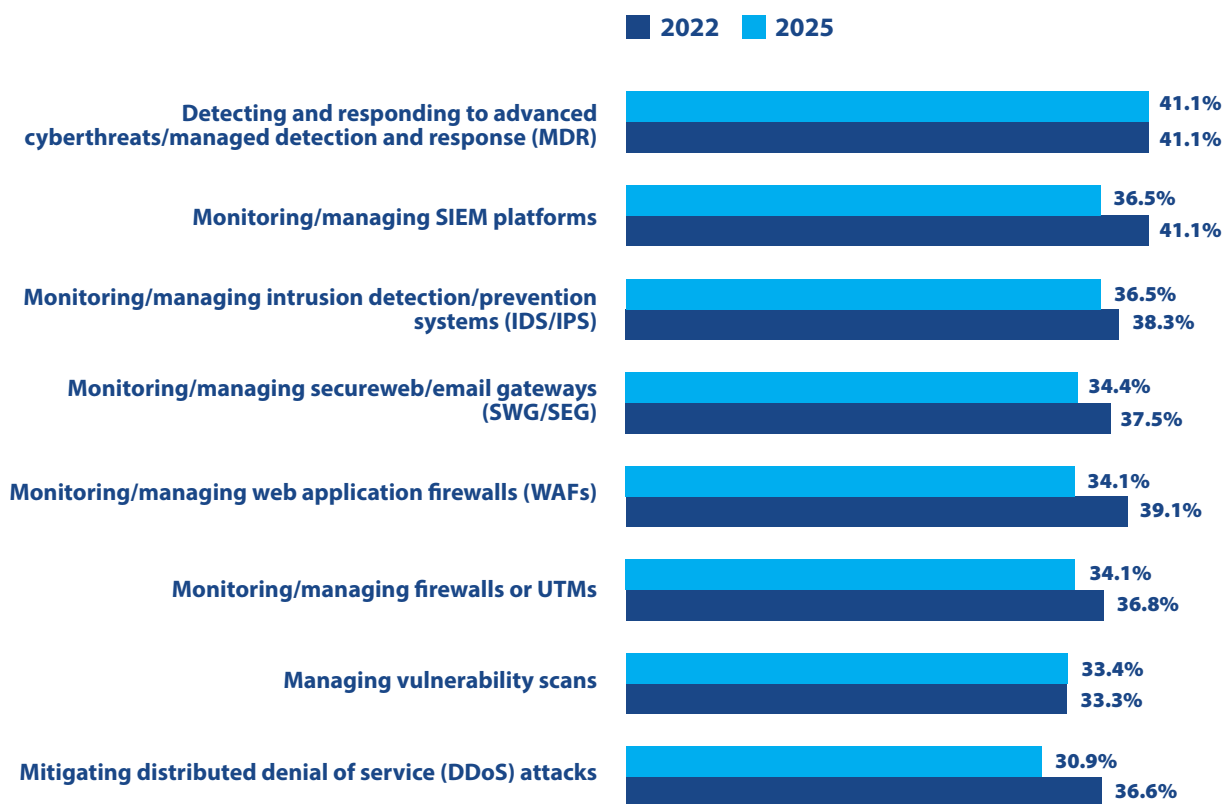 2022 2025
Detecting and responding to advanced
cyberthreats/managed detection and response (MDR)
41.1%
41.1%
Monitoring/managing SIEM platforms
36.5%
41.1%
Monitoring/managing intrusion detection/prevention
systems (IDS/IPS)
36.5%
38.3%
Monitoring/managing secureweb/email gateways
(SWG/SEG)
34.4%
37.5%
Monitoring/managing web application firewalls (WAFs)
34.1%
39.1%
Monitoring/managing firewalls or UTMs
34.1%
36.8%
Managing vulnerability scans
33.4%
33.3%
Mitigating distributed denial of service (DDoS) attacks
30.9%
36.6%